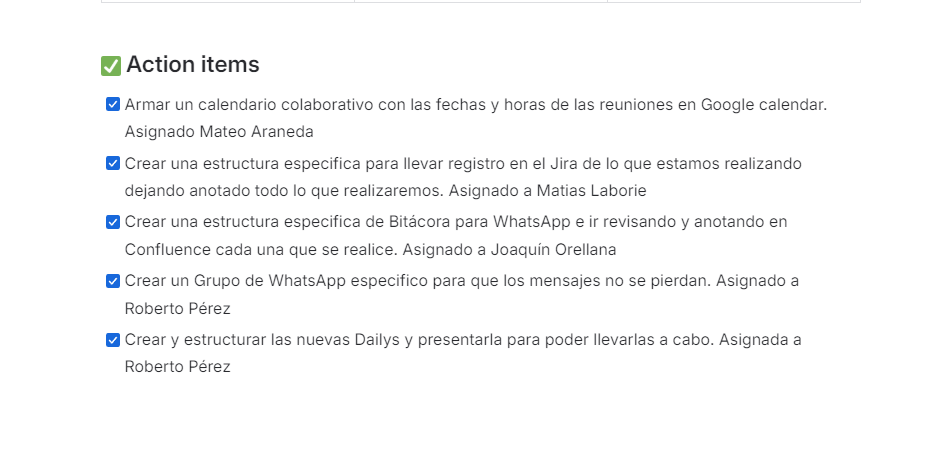 Action items
Armar un calendario colaborativo con las fechas y horas de las reuniones en Google calendar.
Asignado Mateo Araneda
Crear una estructura especifica para llevar registro en el Jira de lo que estamos realizando
dejando anotado todo lo que realizaremos. Asignado a Matias Laborie
Crear una estructura especifica de Bitácora para WhatsApp e ir revisando y anotando en
Confluence cada una que se realice. Asignado a Joaquín Orellana
Crear un Grupo de WhatsApp especifico para que los mensajes no se pierdan. Asignado a
Roberto Pérez
Crear y estructurar las nuevas Dailys y presentarla para poder llevarlas a cabo. Asignada a
Roberto Pérez